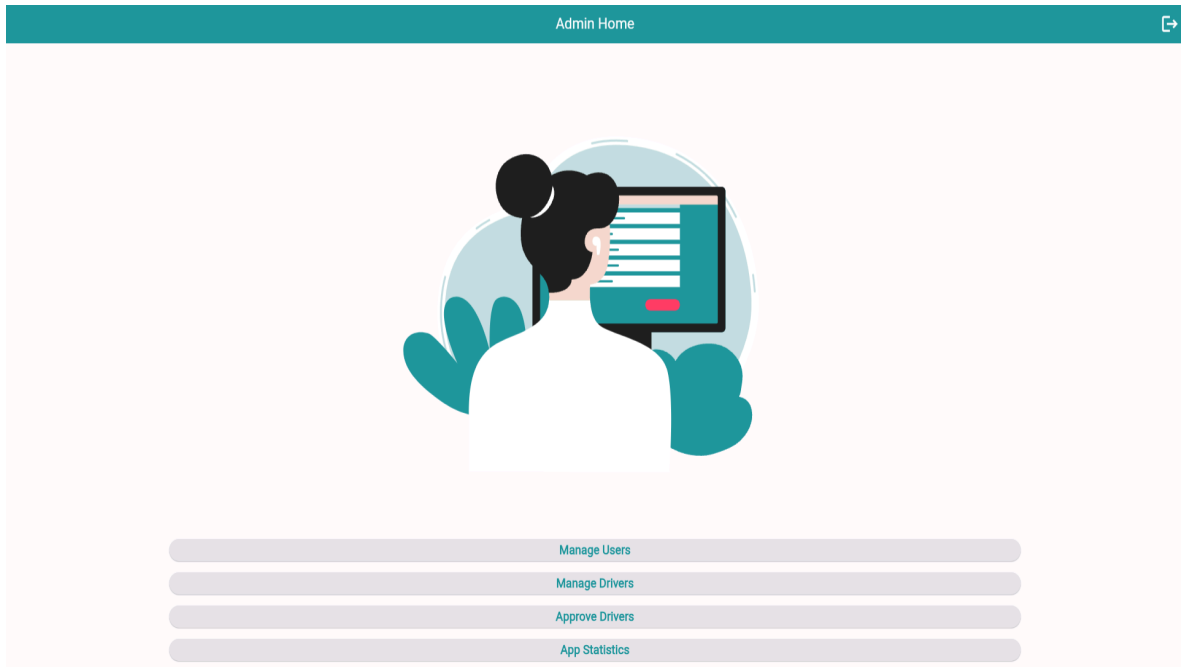 Admin Home
Manage Users
Manage Drivers
Approve Drivers
App Statistics